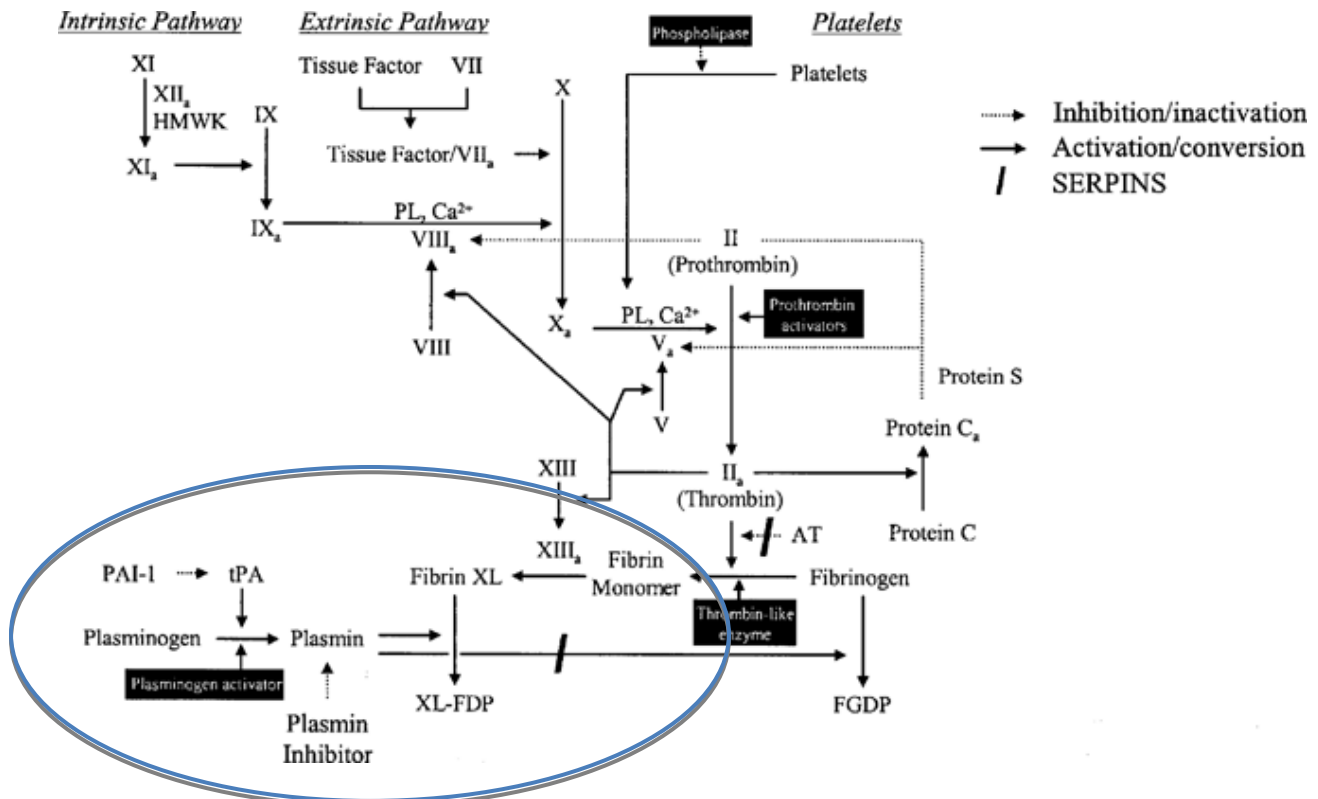 Intrinsic Pathway
Extrinsic Pathway
Platelets
Phospholipase
XI
Tissue Factor
VII
X
Platelets
XIIa
HMWK
IX
Inhibition/inactivation
Activation/conversion
SERPINS
XIa
Tissue Factor/VIIa
IXa
PL, Ca2+
VIIIa
II
(Prothrombin)
Prothrombin
activators
Xa
PL, Ca2+
Va
VIII
Protein S
V
Protein Ca
XIII
IIa
(Thrombin)
Protein C
AT
XIIIa
PAI-1
tPA
Fibrin XL
Fibrin
Monomer
Fibrinogen
Thrombin-like
enzyme
Plasminogen
Plasmin
Plasminogen activator
XL-FDP
FGDP
Plasmin
Inhibitor